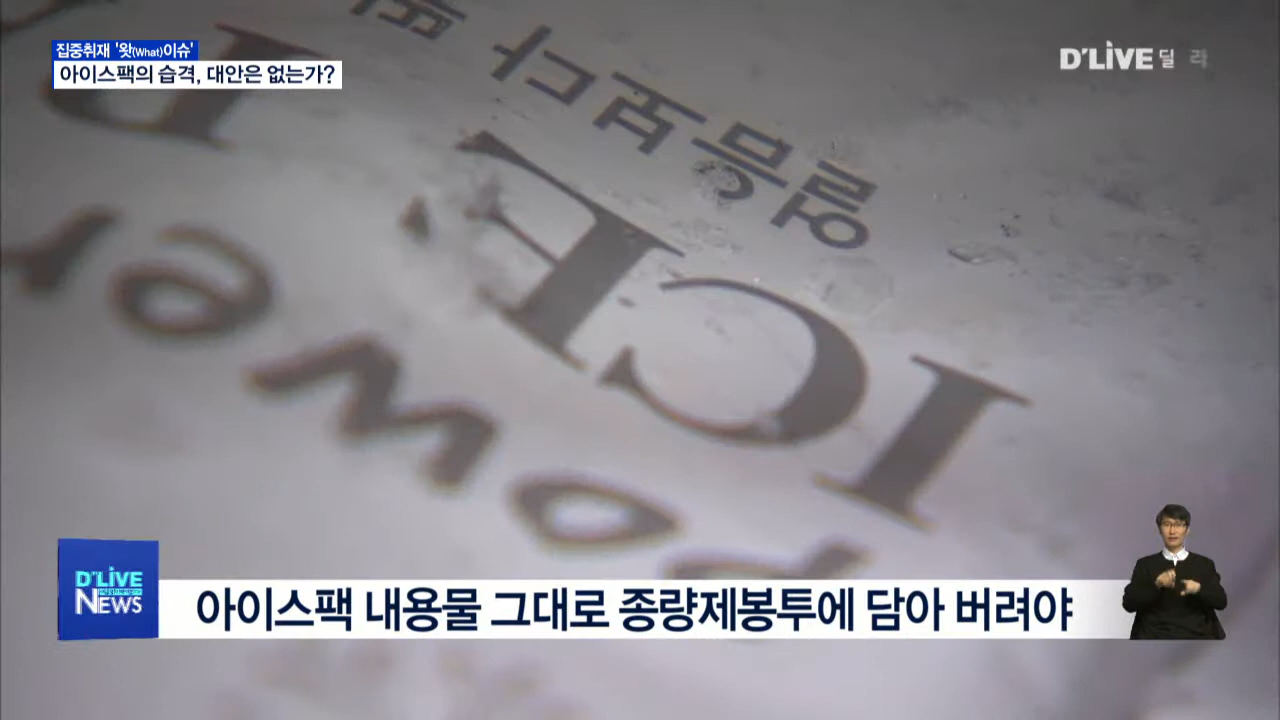 집중취재 '왓(What)이슈'
아이스팩의 습격, 대안은 없는가?
D'LIVE 딜라
ICE
Power
D'LIVE
NEWS
아이스팩 내용물 그대로 종량제봉투에 담아 버려야